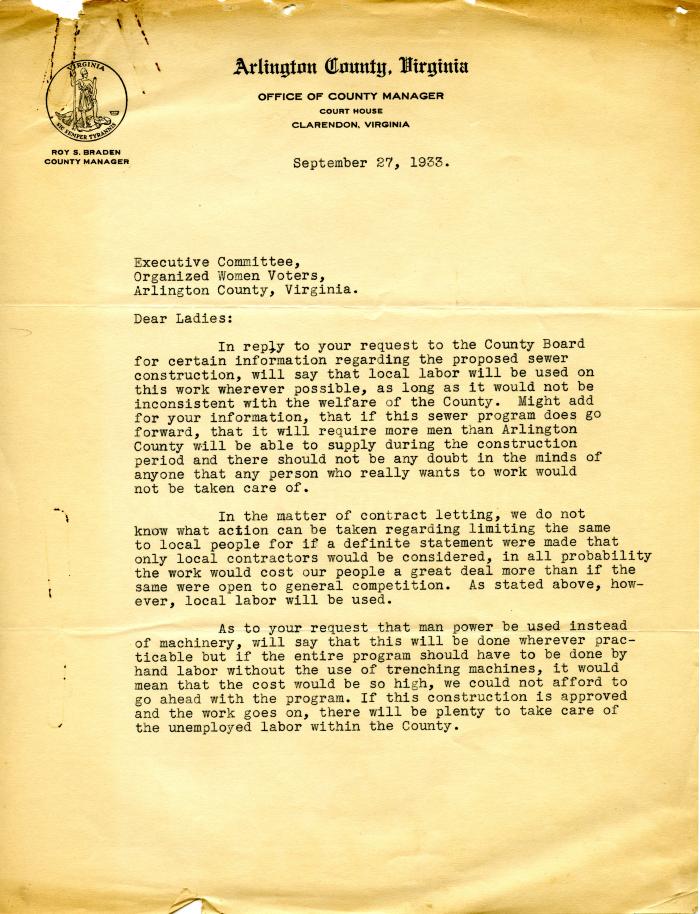 VIRGINIA
SIC SEMPER TYRANNIS
ROY S. BRADEN
COUNTY MANAGER
Arlington County, Virginia
OFFICE OF COUNTY MANAGER
COURT HOUSE
CLARENDON, VIRGINIA
September 27, 1933.
Executive Committee,
Organized Women Voters,
Arlington County, Virginia.
Dear Ladies:
In reply to your request to the County Board
for certain information regarding the proposed sewer
construction, will say that local labor will be used on
this work wherever possible, as long as it would not be
inconsistent with the welfare of the County.  Might add
for your information, that if this sewer program does go
forward, that it will require more men than Arlington
County will be able to supply during the construction
period and there should not be any doubt in the minds of
anyone that any person who really wants to work would
not be taken care of.
In the matter of contract letting, we do not
know what action can be taken regarding limiting the same
to local people for if a definite statement were made that
only local contractors would be considered, in all probability
the work would cost our people a great deal more than if the
same were open to general competition.  As stated above, how-
ever, local labor will be used.
As to your request that man power be used instead
of machinery, will say that this will be done wherever prac-
ticable but if the entire program should have to be done by
hand labor without the use of trenching machines, it would
mean that the cost would be so high, we could not afford to
go ahead with the program. If this construction is approved
and the work goes on, there will be plenty to take care of
the unemployed labor within the County.